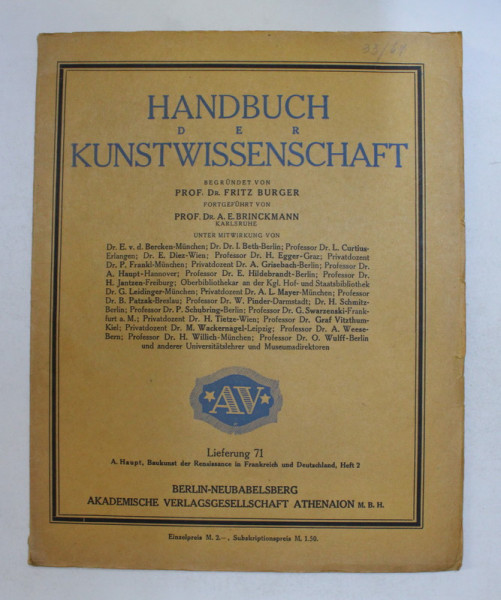 33/54
HANDBUCH
DER
KUNSTWISSENSCHAFT
BEGRÜNDET VON
PROF. DR. FRITZ BURGER
FORTGEFÜHRT VON
PROF. DR. A. E. BRINCKMANN
KARLSRUHE
UNTER MITWIRKUNG VON
Dr. E. v. d. Bercken-München; Dr. Dr. I. Beth-Berlin; Professor Dr. L. Curtius-
Erlangen; Dr. E. Diez-Wien; Professor Dr. H. Egger-Graz; Privatdozent
Dr. P. Frankl-München; Privatdozent Dr. A. Grisebach-Berlin; Professor Dr.
A. Haupt-Hannover; Professor Dr. E. Hildebrandt-Berlin; Professor Dr.
H. Jantzen-Freiburg; Oberbibliothekar an der Kgl. Hof- und Staatsbibliothek
Dr. G. Leidinger-München; Privatdozent Dr. A. L. Mayer-München; Professor
Dr. B. Patzak-Breslau; Professor Dr. W. Pinder-Darmstadt; Dr. H. Schmitz-
Berlin; Professor Dr. P. Schubring-Berlin; Professor Dr. G. Swarzenski-Frank-
furt a. M.; Privatdozent Dr. H. Tietze-Wien; Professor Dr. Graf Vitzthum-
Kiel; Privatdozent Dr. M. Wackernagel-Leipzig; Professor Dr. A. Weese-
Bern; Professor Dr. H. Willich-München; Professor Dr. O. Wulff-Berlin
und anderer Universitätslehrer und Museumsdirektoren
AV
Lieferung 71
A. Haupt, Baukunst der Renaissance in Frankreich und Deutschland, Heft 2
BERLIN-NEUBABELSBERG
AKADEMISCHE VERLAGSGESELLSCHAFT ATHENAION M. B. H.
Einzelpreis M. 2.–, Subskriptionspreis M. 1.50.